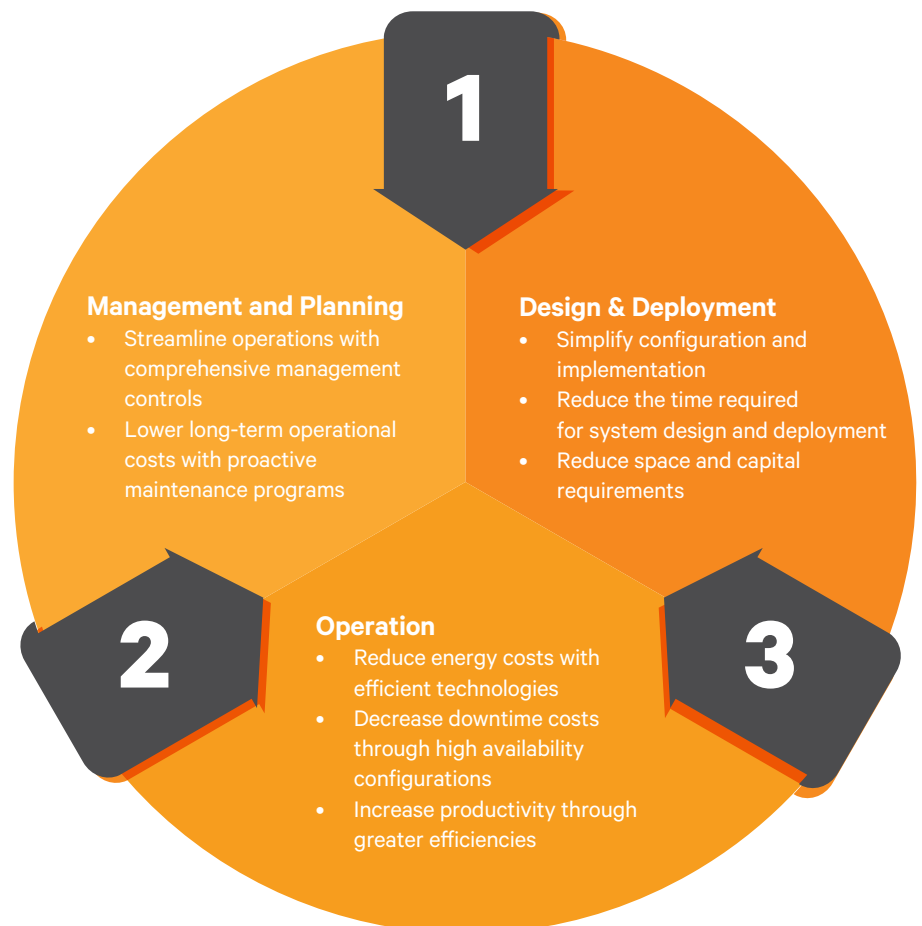 1
Management and Planning
• Streamline operations with
comprehensive management
controls
• Lower long-term operational
costs with proactive
maintenance programs
Design & Deployment
• Simplify configuration and
implementation
• Reduce the time required
for system design and deployment
• Reduce space and capital
requirements
2
Operation
• Reduce energy costs with
efficient technologies
• Decrease downtime costs
through high availability
configurations
• Increase productivity through
greater efficiencies
3